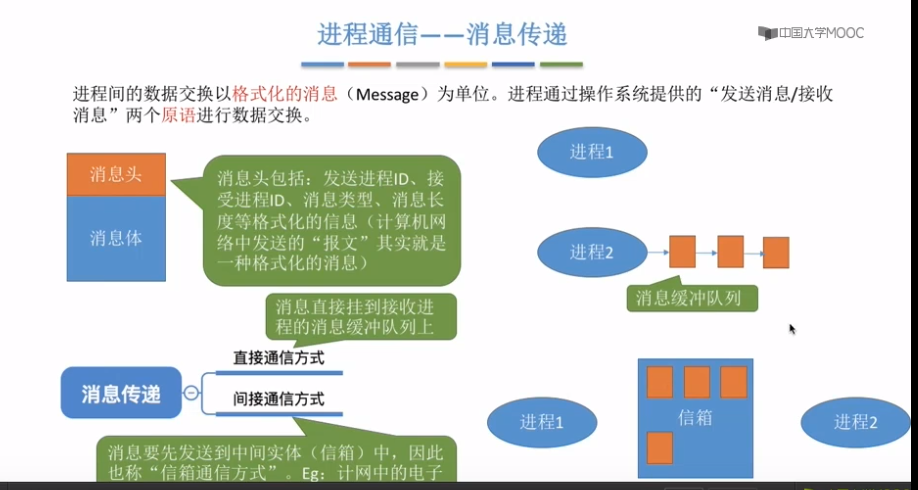 进程通信——消息传递
中国大学MOOC
进程间的数据交换以格式化的消息（Message）为单位。进程通过操作系统提供的“发送消息/接收
消息”两个原语进行数据交换。
消息头
消息体
消息头包括：发送进程ID、接
受进程ID、消息类型、消息长
度等格式化的信息（计算机网
络中发送的“报文”其实就是
一种格式化的消息）
进程1
进程2
消息缓冲队列
消息直接挂到接收进
程的消息缓冲队列上
直接通信方式
消息传递
间接通信方式
消息要先发送到中间实体（信箱）中，因此
也称“信箱通信方式”。Eg：计网中的电子
进程1
信箱
进程2